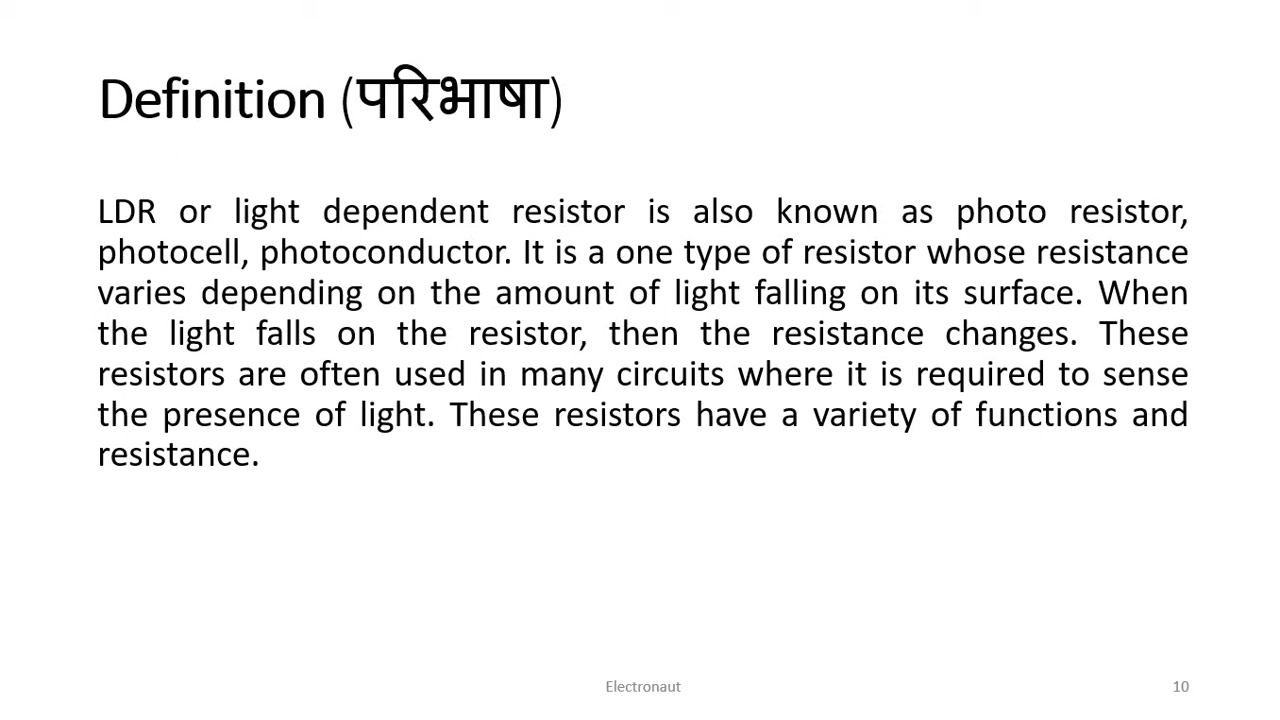 Definition (परिभाषा)
LDR or light dependent resistor is also known as photo resistor,
photocell, photoconductor. It is a one type of resistor whose resistance
varies depending on the amount of light falling on its surface. When
the light falls on the resistor, then the resistance changes. These
resistors are often used in many circuits where it is required to sense
the presence of light. These resistors have a variety of functions and
resistance.
Electronaut
10